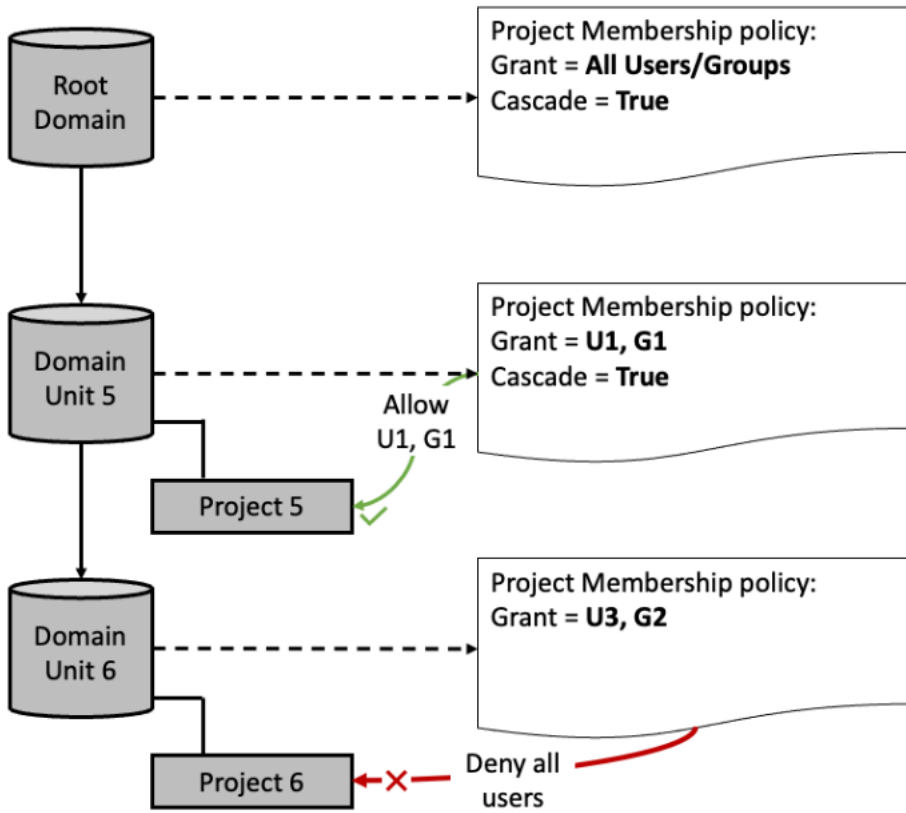 Root
Domain
Project Membership policy:
Grant = All Users/Groups
Cascade = True
Domain
Unit 5
Project Membership policy:
Grant = U1, G1
Cascade = True
Allow
U1, G1
Project 5
Domain
Unit 6
Project Membership policy:
Grant = U3, G2
Project 6
Deny all
users